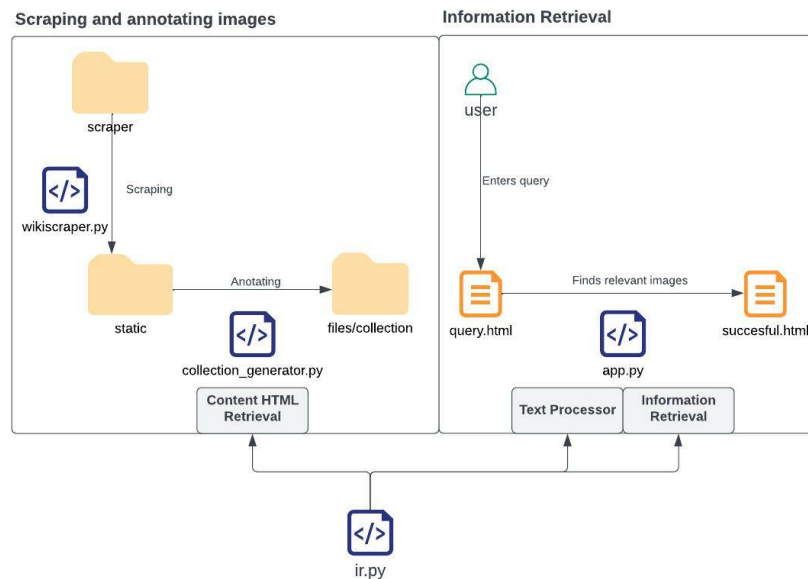 Scraping and annotating images
Information Retrieval
scraper
user
Scraping
wikiscraper.py
Enters query
static
Anotating
files/collection
collection_generator.py
query.html
Finds relevant images
succesful.html
app.py
Content HTML
Retrieval
Text Processor
Information
Retrieval
ir.py